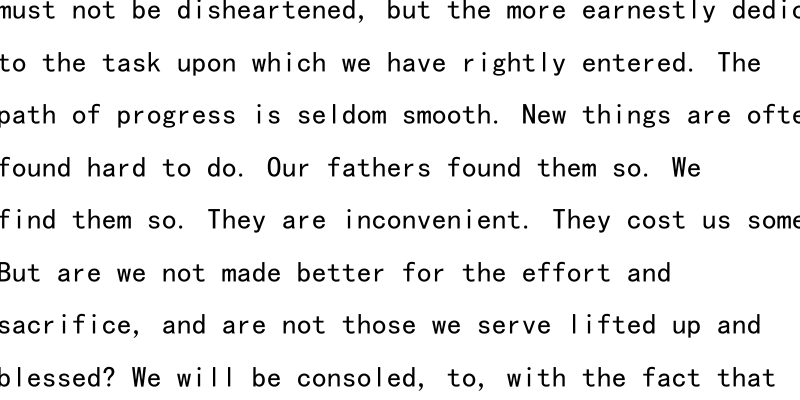 must not be disheartened, but the more earnestly
to the task upon which we have rightly entered. The
path of progress is seldom smooth. New things are
found hard to do. Our fathers found them so. We
find them so. They are inconvenient. They cost us some
But are we not made better for the effort and
sacrifice, and are not those we serve lifted up and
blessed? We will be consoled, to, with the fact that